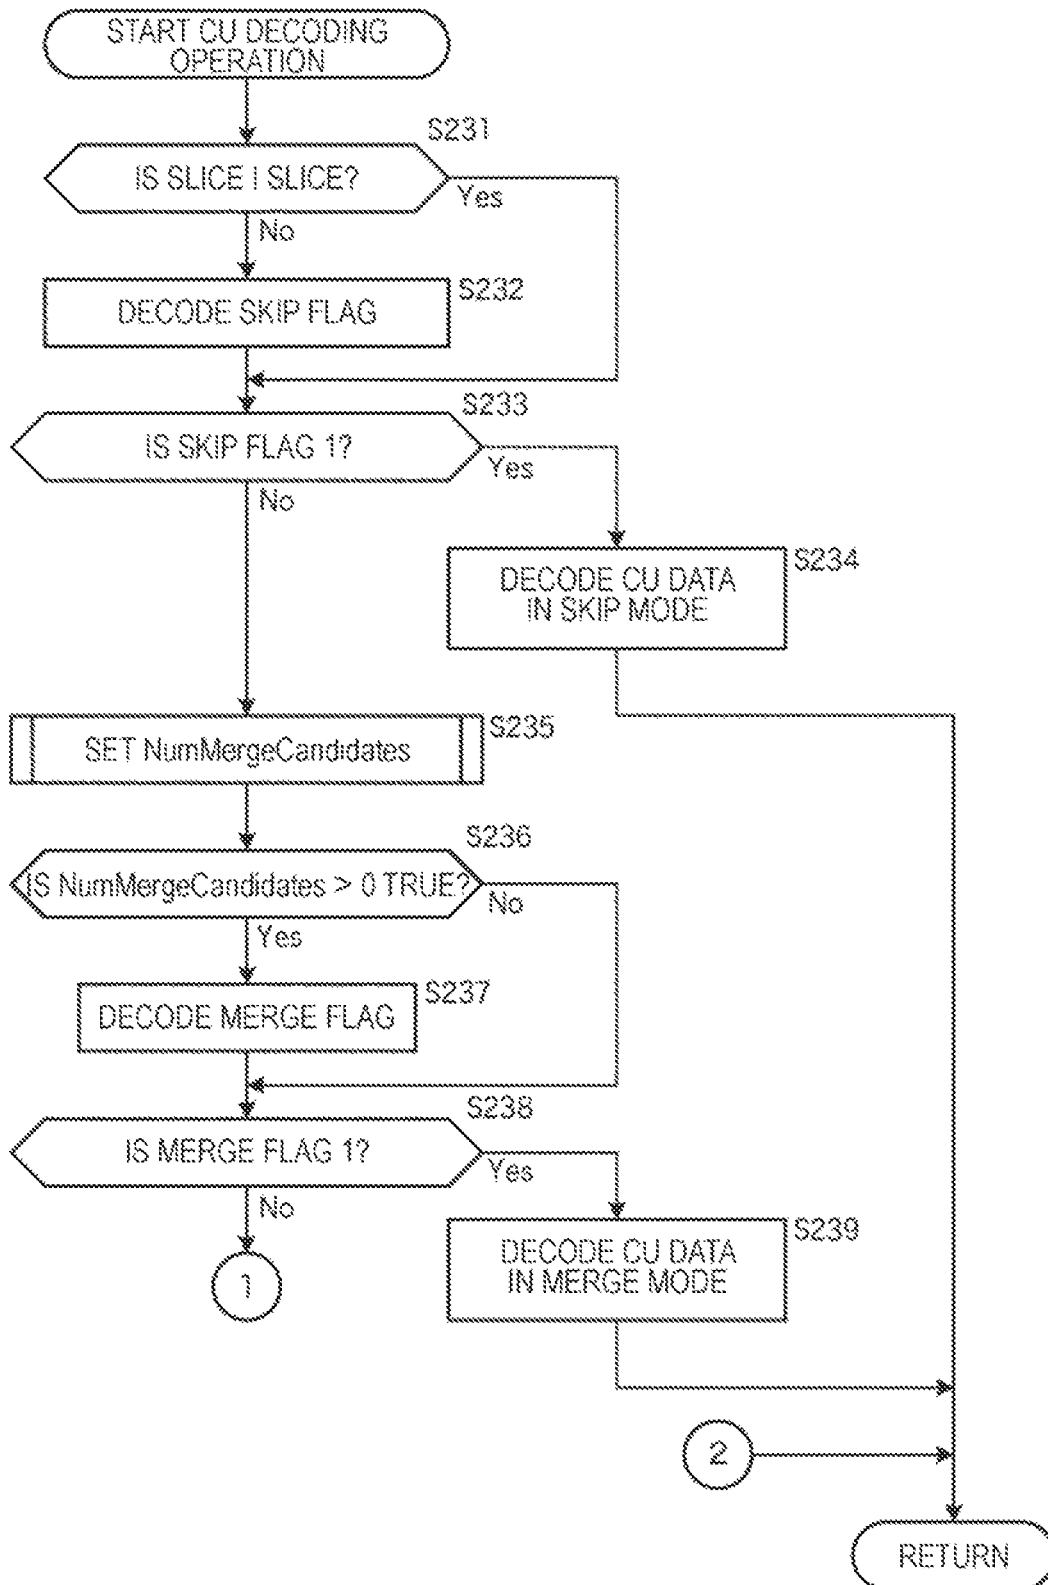 START CU DECODING
OPERATION
S231
IS SLICE I SLICE?
Yes
No
S232
DECODE SKIP FLAG
S233
IS SKIP FLAG 1?
Yes
No
S234
DECODE CU DATA
IN SKIP MODE
S235
SET NumMergeCandidates
S236
IS NumMergeCandidates > 0 TRUE?
No
Yes
S237
DECODE MERGE FLAG
S238
IS MERGE FLAG 1?
Yes
No
S239
DECODE CU DATA
IN MERGE MODE
1
2
RETURN